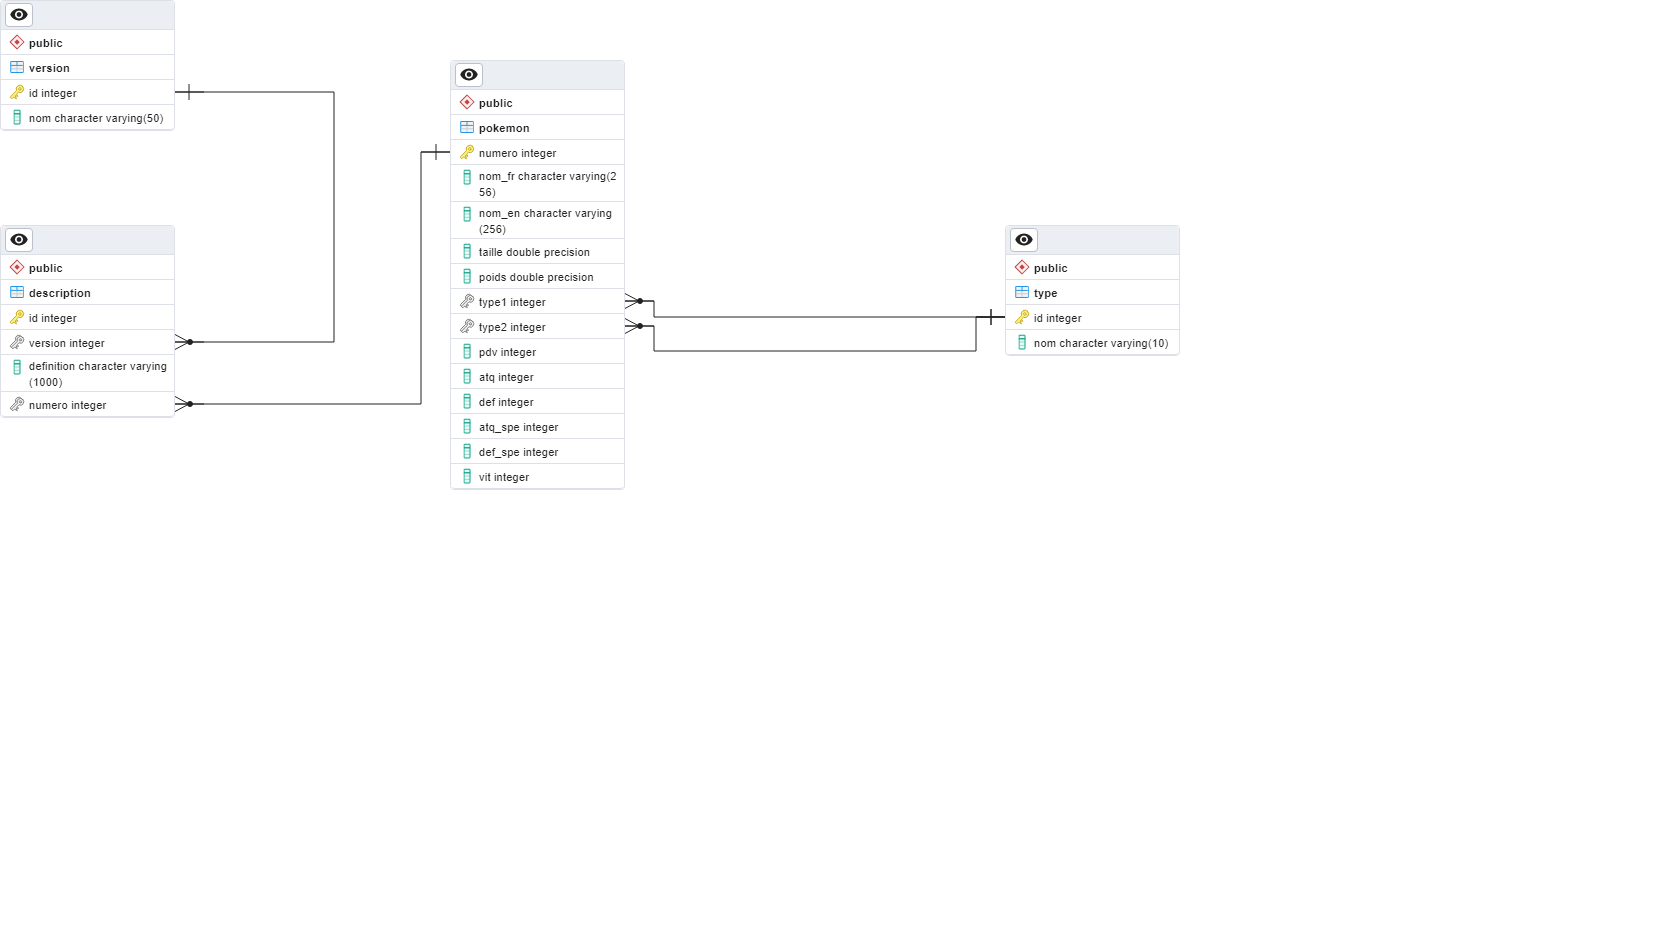 public
version
id integer
nom character varying(50)
public
description
id integer
version integer
definition character varying
(1000)
numero integer
public
pokemon
numero integer
nom_fr character varying(2
56)
nom_en character varying
(256)
taille double precision
poids double precision
type1 integer
type2 integer
pdv integer
atq integer
def integer
atq_spe integer
def_spe integer
vit integer
public
type
id integer
nom character varying(10)